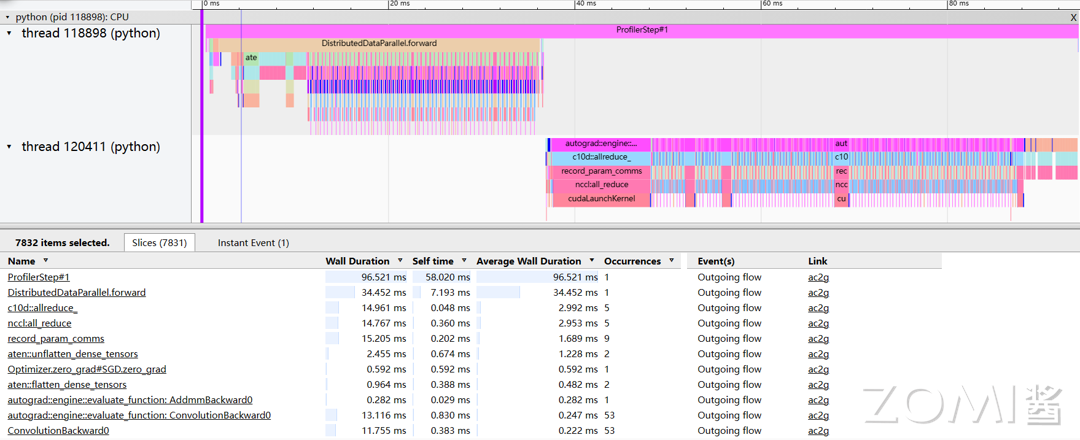 0 ms 20 ms 40 ms 60 ms 80 ms
python (pid 118898): CPU X
thread 118898 (python)
ProfilerStep#1
DistributedDataParallel.forward
ate
thread 120411 (python)
autograd::engine::... aut
c10d::allreduce_ c10
record_param_comms rec
nccl:all_reduce ncc
cudaLaunchKernel cu
7832 items selected. Slices (7831) Instant Event (1)
Name Wall Duration Self time Average Wall Duration Occurrences Event(s) Link
ProfilerStep#1 96.521 ms 58.020 ms 96.521 ms 1 Outgoing flow ac2g
DistributedDataParallel.forward 34.452 ms 7.193 ms 34.452 ms 1 Outgoing flow ac2g
c10d::allreduce_ 14.961 ms 0.048 ms 2.992 ms 5 Outgoing flow ac2g
nccl:all_reduce 14.767 ms 0.360 ms 2.953 ms 5 Outgoing flow ac2g
record_param_comms 15.205 ms 0.202 ms 1.689 ms 9 Outgoing flow ac2g
aten::unflatten_dense_tensors 2.455 ms 0.674 ms 1.228 ms 2 Outgoing flow ac2g
Optimizer.zero_grad#SGD.zero_grad 0.592 ms 0.592 ms 0.592 ms 1 Outgoing flow ac2g
aten::flatten_dense_tensors 0.964 ms 0.388 ms 0.482 ms 2 Outgoing flow ac2g
autograd::engine::evaluate_function: AddmmBackward0 0.282 ms 0.029 ms 0.282 ms 1 Outgoing flow ac2g
autograd::engine::evaluate_function: ConvolutionBackward0 13.116 ms 0.830 ms 0.247 ms 53 Outgoing flow ac2g
ConvolutionBackward0 11.755 ms 0.383 ms 0.222 ms 53 Outgoing flow ac2g
ZOMI酱